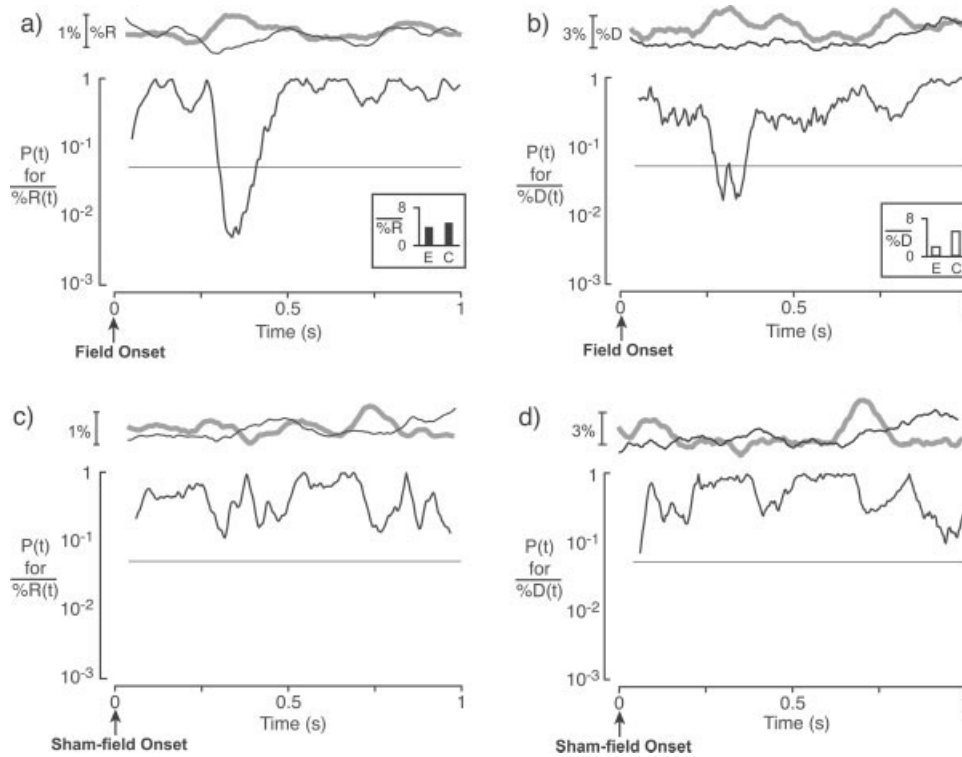 a)
1%
%R
1
10-1
P(t)
for
%R(t)
10-2
10-3
8
%R
0
E C
0 0.5 1
Time (s)
Field Onset
b)
3%
%D
1
10-1
P(t)
for
%D(t)
10-2
10-3
8
%D
0
E C
0 0.5 1
Time (s)
Field Onset
c)
1%
1
10-1
P(t)
for
%R(t)
10-2
10-3
0 0.5 1
Time (s)
Sham-field Onset
d)
3%
1
10-1
P(t)
for
%D(t)
10-2
10-3
0 0.5
Time (s)
Sham-field Onset